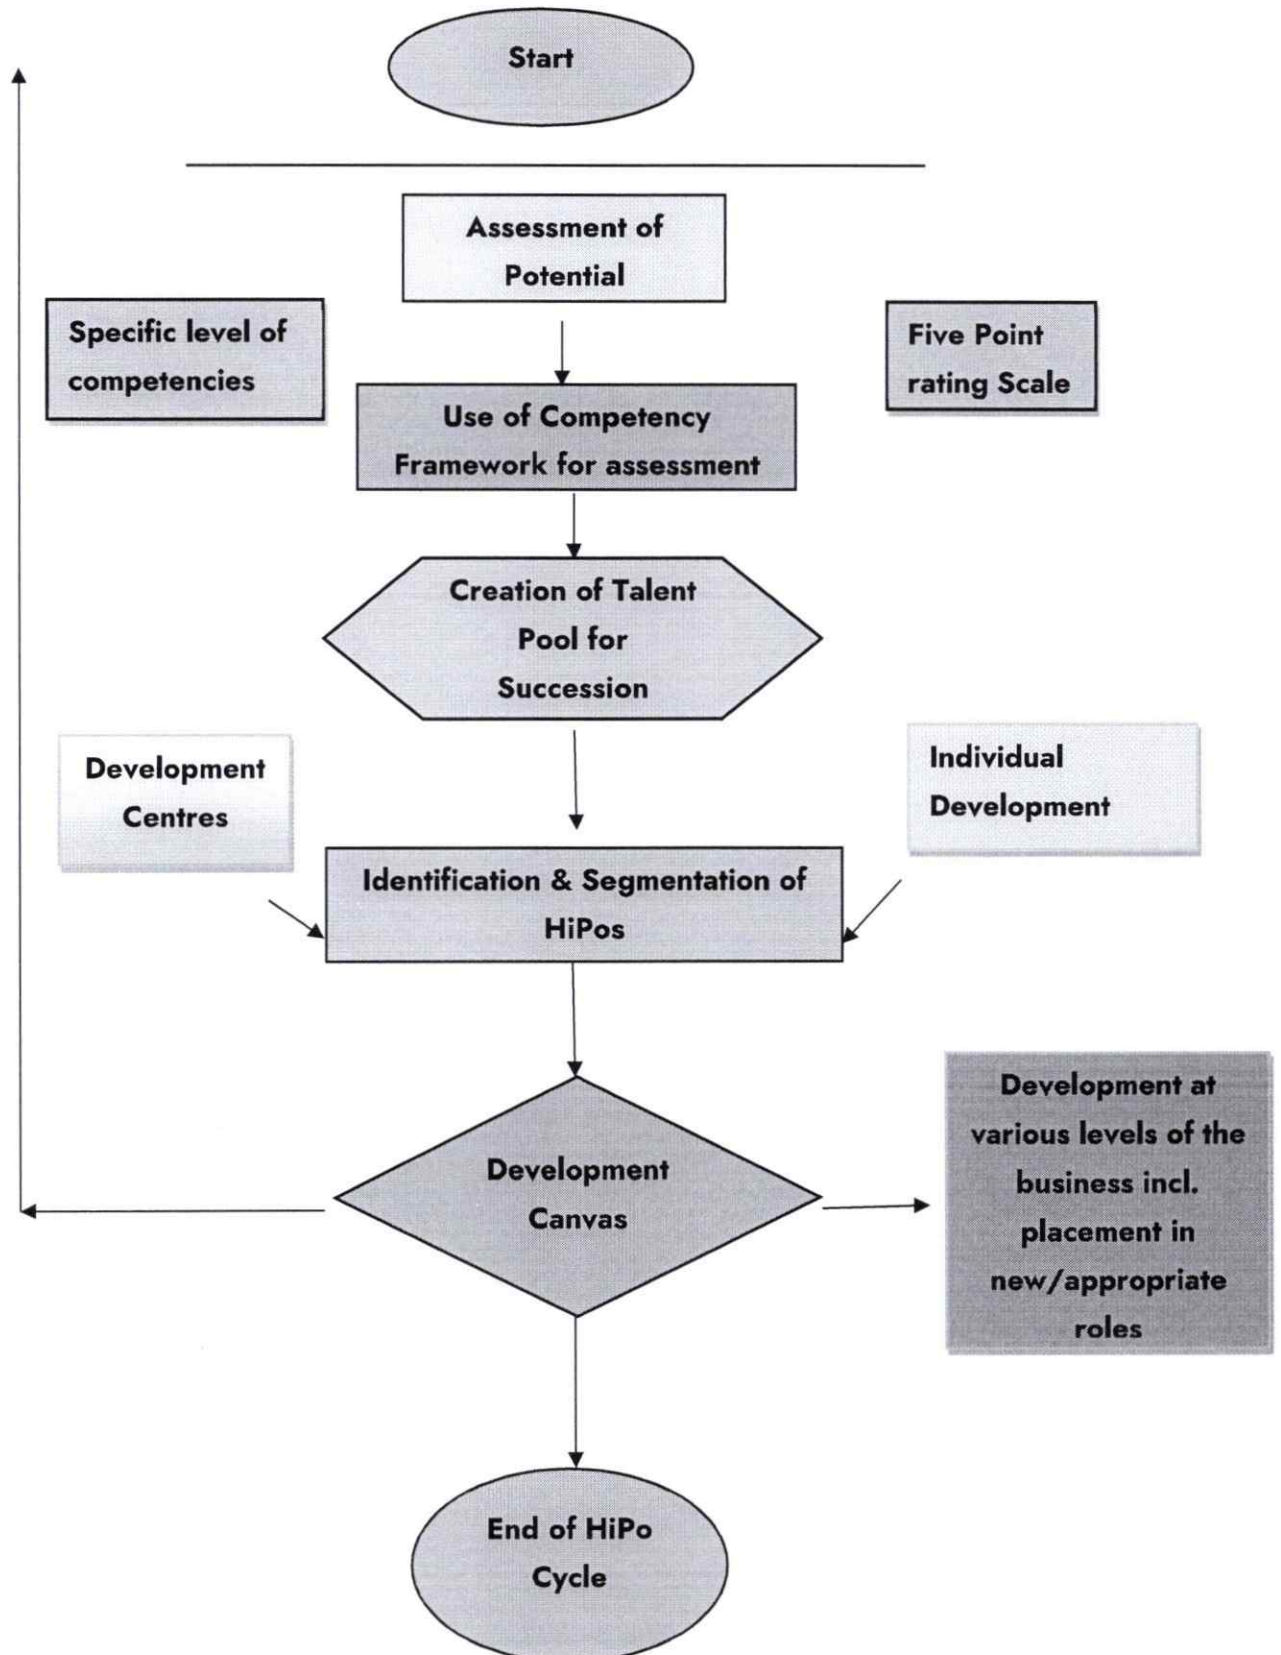 Start
Assessment of
Potential
Specific level of
competencies
Five Point
rating Scale
Use of Competency
Framework for assessment
Creation of Talent
Pool for
Succession
Development
Centres
Individual
Development
Identification & Segmentation of
HiPos
Development
Canvas
Development at
various levels of the
business incl.
placement in
new/appropriate
roles
End of HiPo
Cycle